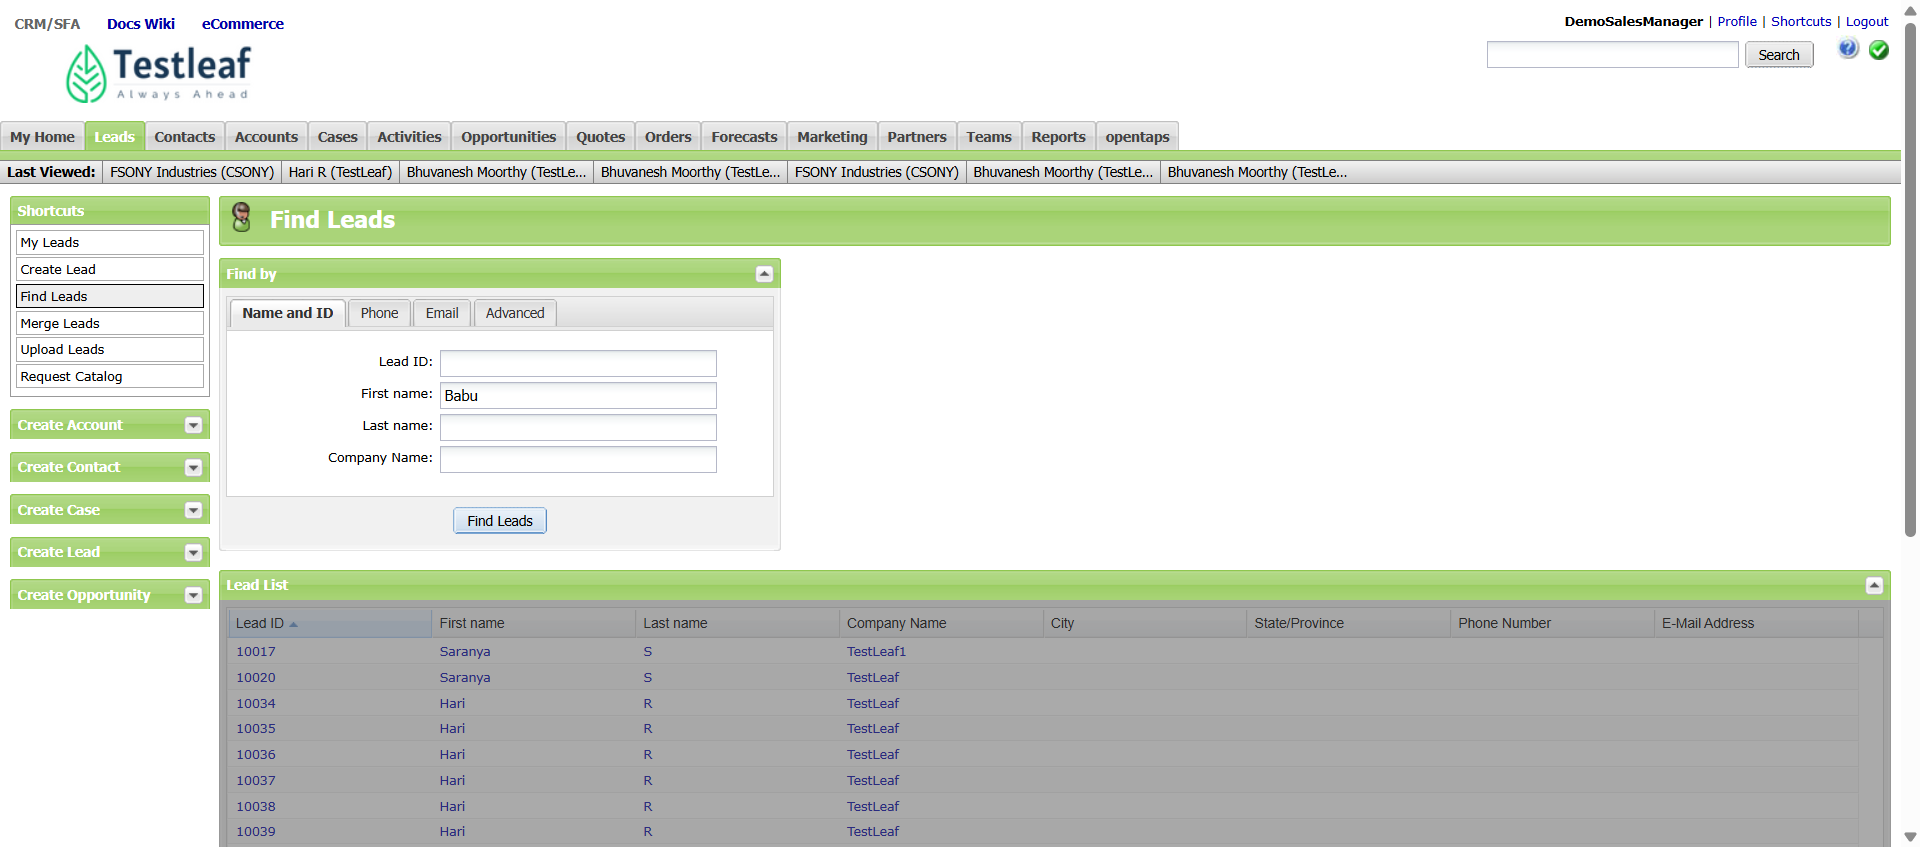 CRM/SFA Docs Wiki eCommerce
DemoSalesManager | Profile | Shortcuts | Logout
Search
Testleaf
Always Ahead
My Home Leads Contacts Accounts Cases Activities Opportunities Quotes Orders Forecasts Marketing Partners Teams Reports opentaps
Last Viewed: FSONY Industries (CSONY) Hari R (TestLeaf) Bhuvanesh Moorthy (TestLe... Bhuvanesh Moorthy (TestLe... FSONY Industries (CSONY) Bhuvanesh Moorthy (TestLe... Bhuvanesh Moorthy (TestLe...
Shortcuts
My Leads
Create Lead
Find Leads
Merge Leads
Upload Leads
Request Catalog
Create Account
Create Contact
Create Case
Create Lead
Create Opportunity
Find Leads
Find by
Name and ID Phone Email Advanced
Lead ID:
First name: Babu
Last name:
Company Name:
Find Leads
Lead List
Lead ID First name Last name Company Name City State/Province Phone Number E-Mail Address
10017 Saranya S TestLeaf1
10020 Saranya S TestLeaf
10034 Hari R TestLeaf
10035 Hari R TestLeaf
10036 Hari R TestLeaf
10037 Hari R TestLeaf
10038 Hari R TestLeaf
10039 Hari R TestLeaf